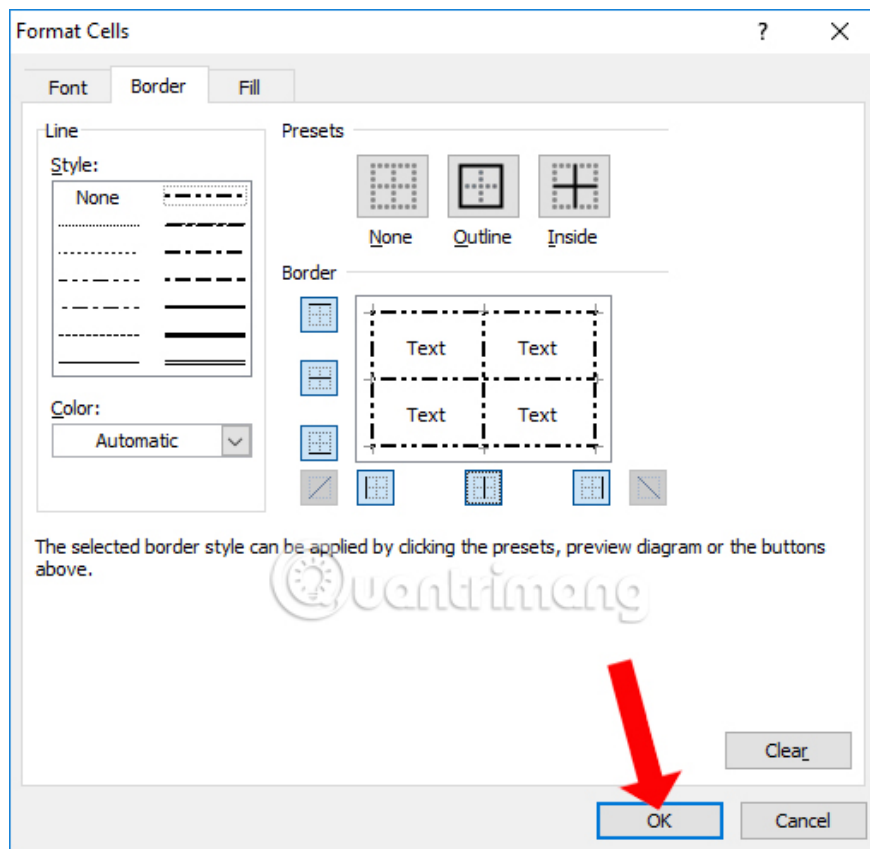 Format Cells
?
Font Border Fill
Line
Style:
None
Color:
Automatic
Presets
None Outline Inside
Border
Text Text
Text Text
The selected border style can be applied by clicking the presets, preview diagram or the buttons
above.
Quantrimang
Clear
OK Cancel